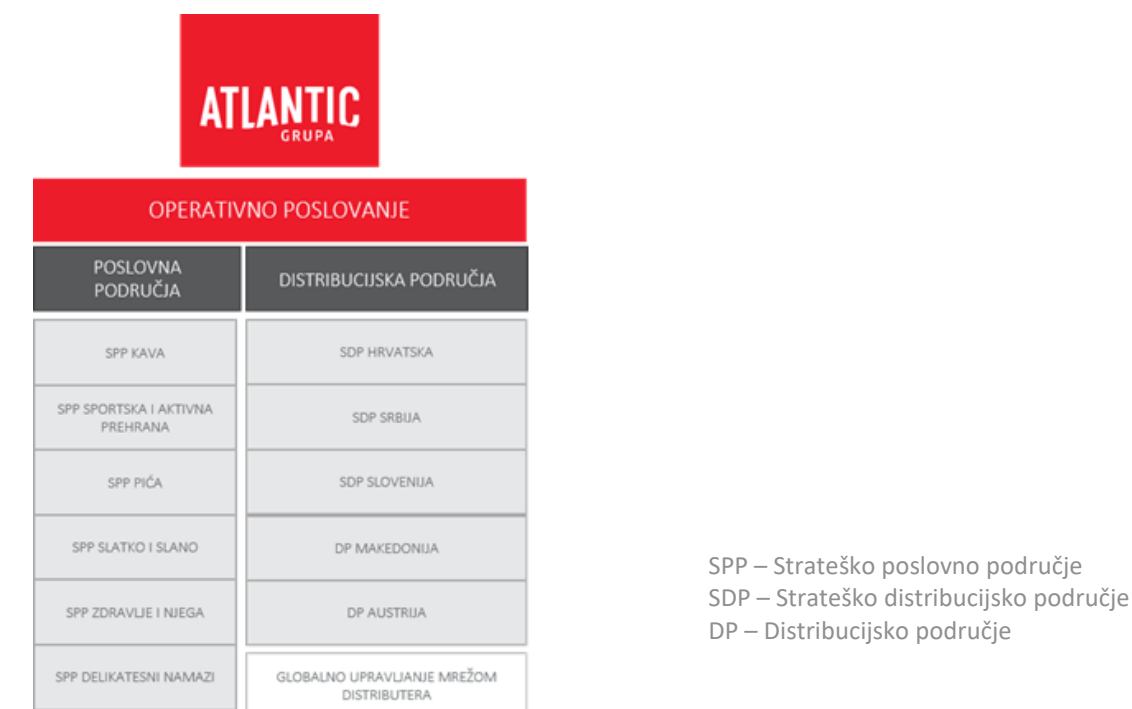 ATLANTIC
GRUPA
OPERATIVNO POSLOVANJE
POSLOVNA
PODRUČJA
DISTRIBUCIJSKA PODRUČJA
SPP KAVA
SDP HRVATSKA
SPP SPORTSKA I AKTIVNA
PREHRANA
SDP SRBIJA
SPP PIĆA
SDP SLOVENIJA
SPP SLATKO I SLANO
DP MAKEDONIJA
SPP ZDRAVLJE I NJEGA
DP AUSTRIJA
SPP DELIKATESNI NAMAZI
GLOBALNO UPRAVLJANJE MREŽOM
DISTRIBUTERA
SPP – Strateško poslovno područje
SDP – Strateško distribucijsko područje
DP – Distribucijsko područje